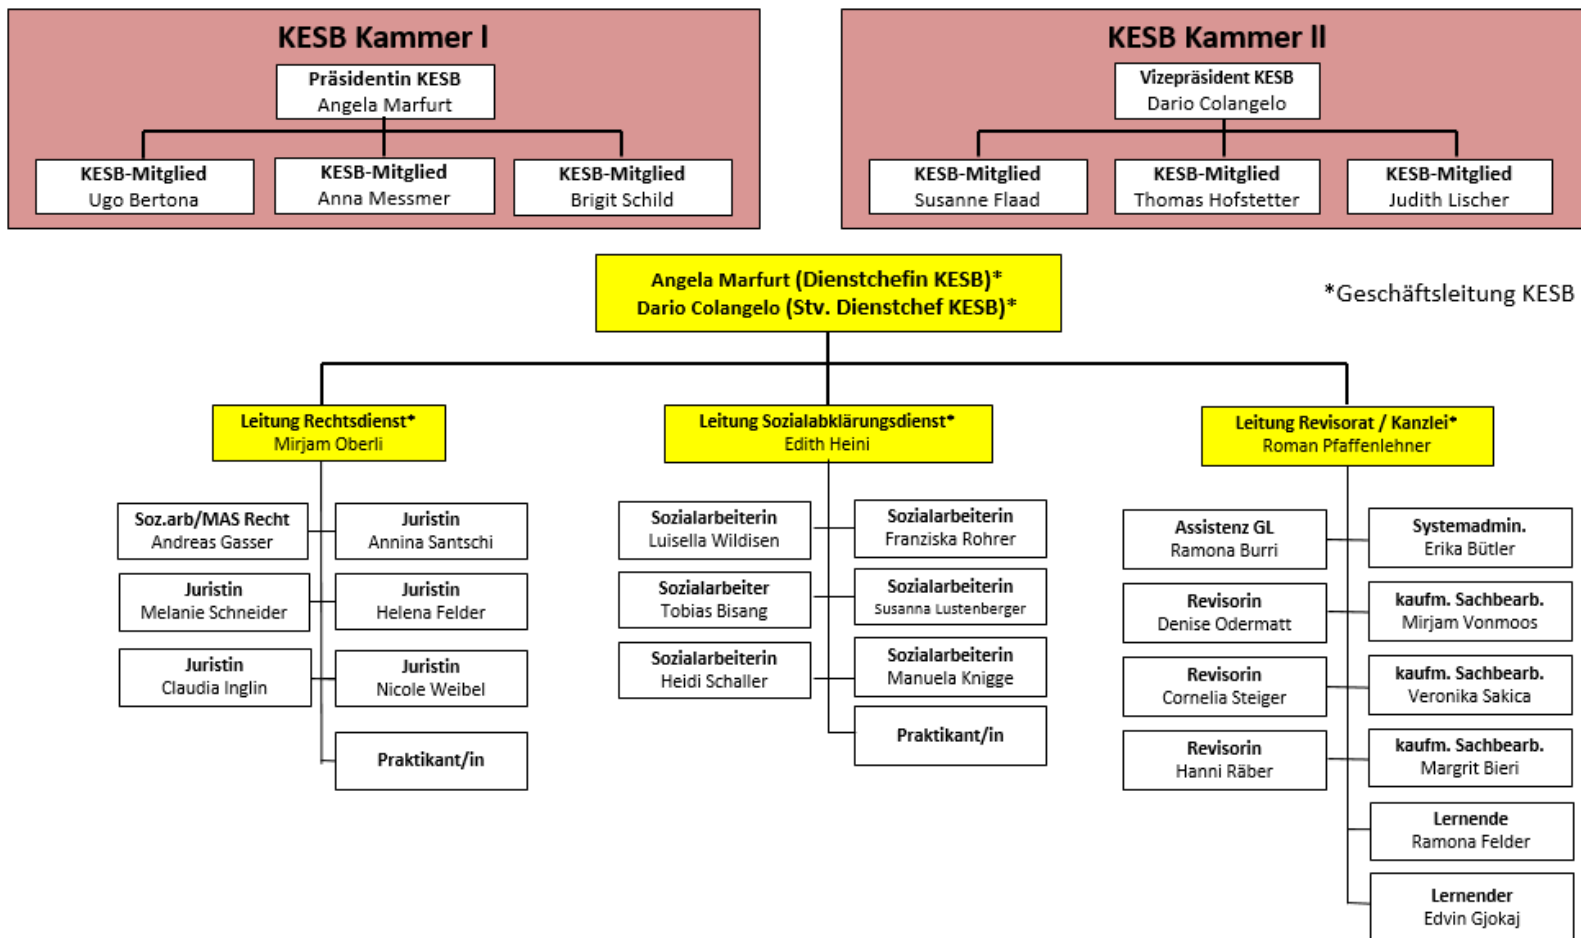 KESB Kammer I
Präsidentin KESB
Angela Marfurt
KESB-Mitglied
Ugo Bertona
KESB-Mitglied
Anna Messmer
KESB-Mitglied
Brigit Schild
KESB Kammer II
Vizepräsident KESB
Dario Colangelo
KESB-Mitglied
Susanne Flaad
KESB-Mitglied
Thomas Hofstetter
KESB-Mitglied
Judith Lischer
Angela Marfurt (Dienstchefin KESB)*
Dario Colangelo (Stv. Dienstchef KESB)*
*Geschäftsleitung KESB
Leitung Rechtsdienst*
Mirjam Oberli
Soz.arb/MAS Recht
Andreas Gasser
Juristin
Annina Santschi
Juristin
Melanie Schneider
Juristin
Helena Felder
Juristin
Claudia Inglin
Juristin
Nicole Weibel
Praktikant/in
Leitung Sozialabklärungsdienst*
Edith Heini
Sozialarbeiterin
Luisella Wildisen
Sozialarbeiterin
Franziska Rohrer
Sozialarbeiter
Tobias Bisang
Sozialarbeiterin
Susanna Lustenberger
Sozialarbeiterin
Heidi Schaller
Sozialarbeiterin
Manuela Knigge
Praktikant/in
Leitung Revisorat / Kanzlei*
Roman Pfaffenlehner
Assistenz GL
Ramona Burri
Systemadmin.
Erika Bütler
Revisorin
Denise Odermatt
kaufm. Sachbearb.
Mirjam Vonmoos
Revisorin
Cornelia Steiger
kaufm. Sachbearb.
Veronika Sakica
Revisorin
Hanni Räber
kaufm. Sachbearb.
Margrit Bieri
Lernende
Ramona Felder
Lernender
Edvin Gjokaj